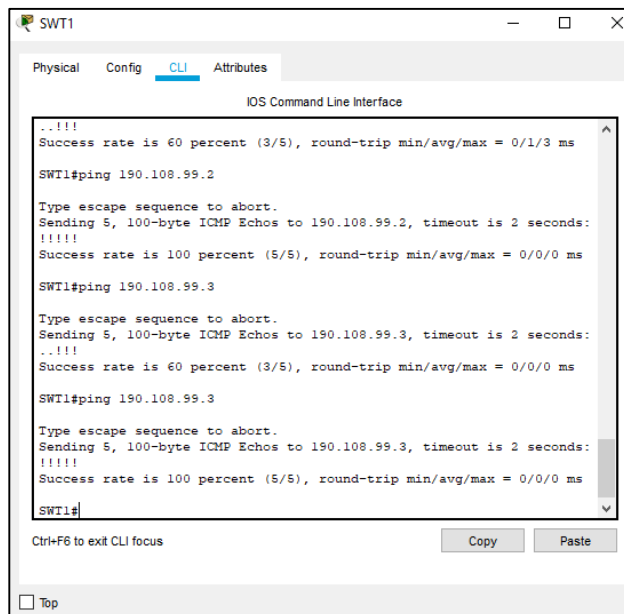 SWT1
Physical Config CLI Attributes
IOS Command Line Interface
..!!!
Success rate is 60 percent (3/5), round-trip min/avg/max = 0/1/3 ms
SWT1#ping 190.108.99.2
Type escape sequence to abort.
Sending 5, 100-byte ICMP Echos to 190.108.99.2, timeout is 2 seconds:
!!!!!
Success rate is 100 percent (5/5), round-trip min/avg/max = 0/0/0 ms
SWT1#ping 190.108.99.3
Type escape sequence to abort.
Sending 5, 100-byte ICMP Echos to 190.108.99.3, timeout is 2 seconds:
..!!!
Success rate is 60 percent (3/5), round-trip min/avg/max = 0/0/0 ms
SWT1#ping 190.108.99.3
Type escape sequence to abort.
Sending 5, 100-byte ICMP Echos to 190.108.99.3, timeout is 2 seconds:
!!!!!
Success rate is 100 percent (5/5), round-trip min/avg/max = 0/0/0 ms
SWT1#
Ctrl+F6 to exit CLI focus
Copy Paste
Top